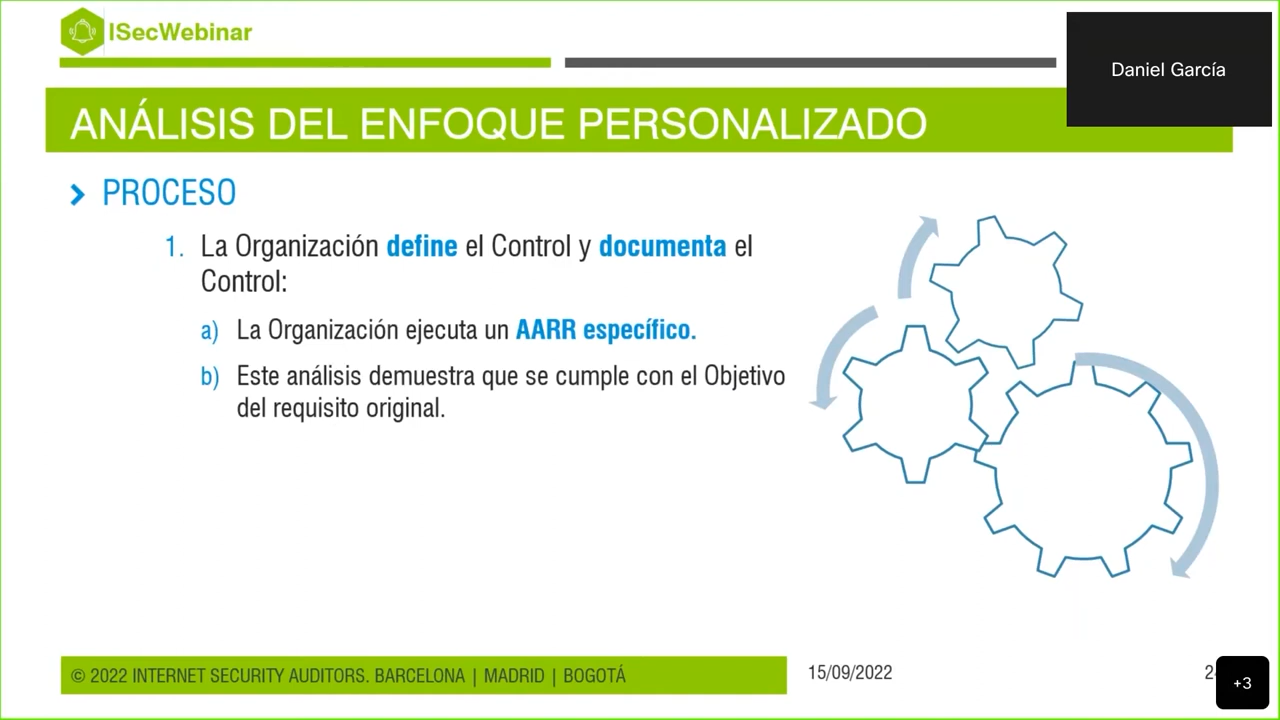 ISecWebinar
Daniel García
ANÁLISIS DEL ENFOQUE PERSONALIZADO
PROCESO
1. La Organización define el Control y documenta el
Control:
a) La Organización ejecuta un AARR específico.
b) Este análisis demuestra que se cumple con el Objetivo
del requisito original.
© 2022 INTERNET SECURITY AUDITORS. BARCELONA | MADRID | BOGOTÁ
15/09/2022
+3